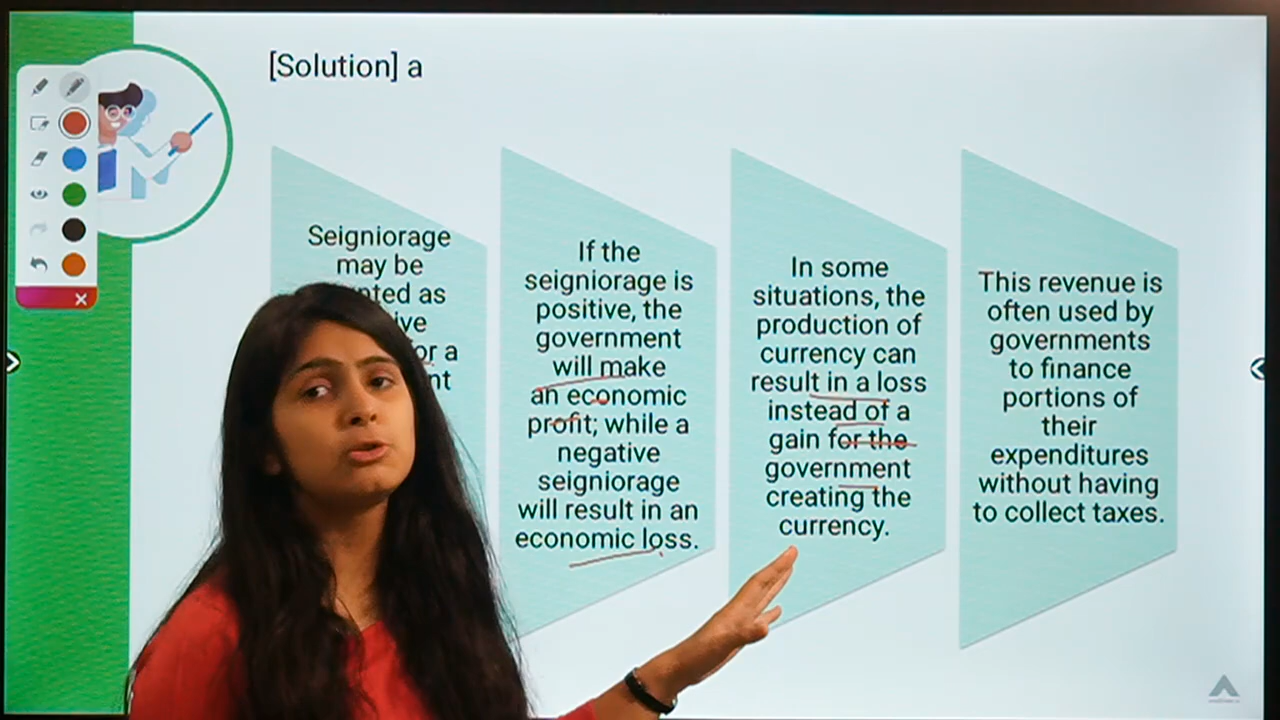 [Solution] a
Seigniorage
may be
as
or a
If the
seigniorage is
positive, the
government
will make
an economic
profit; while a
negative
seigniorage
will result in an
economic loss.
In some
situations, the
production of
currency can
result in a loss
instead of a
gain for the
government
creating the
currency.
This revenue is
often used by
governments
to finance
portions of
their
expenditures
without having
to collect taxes.